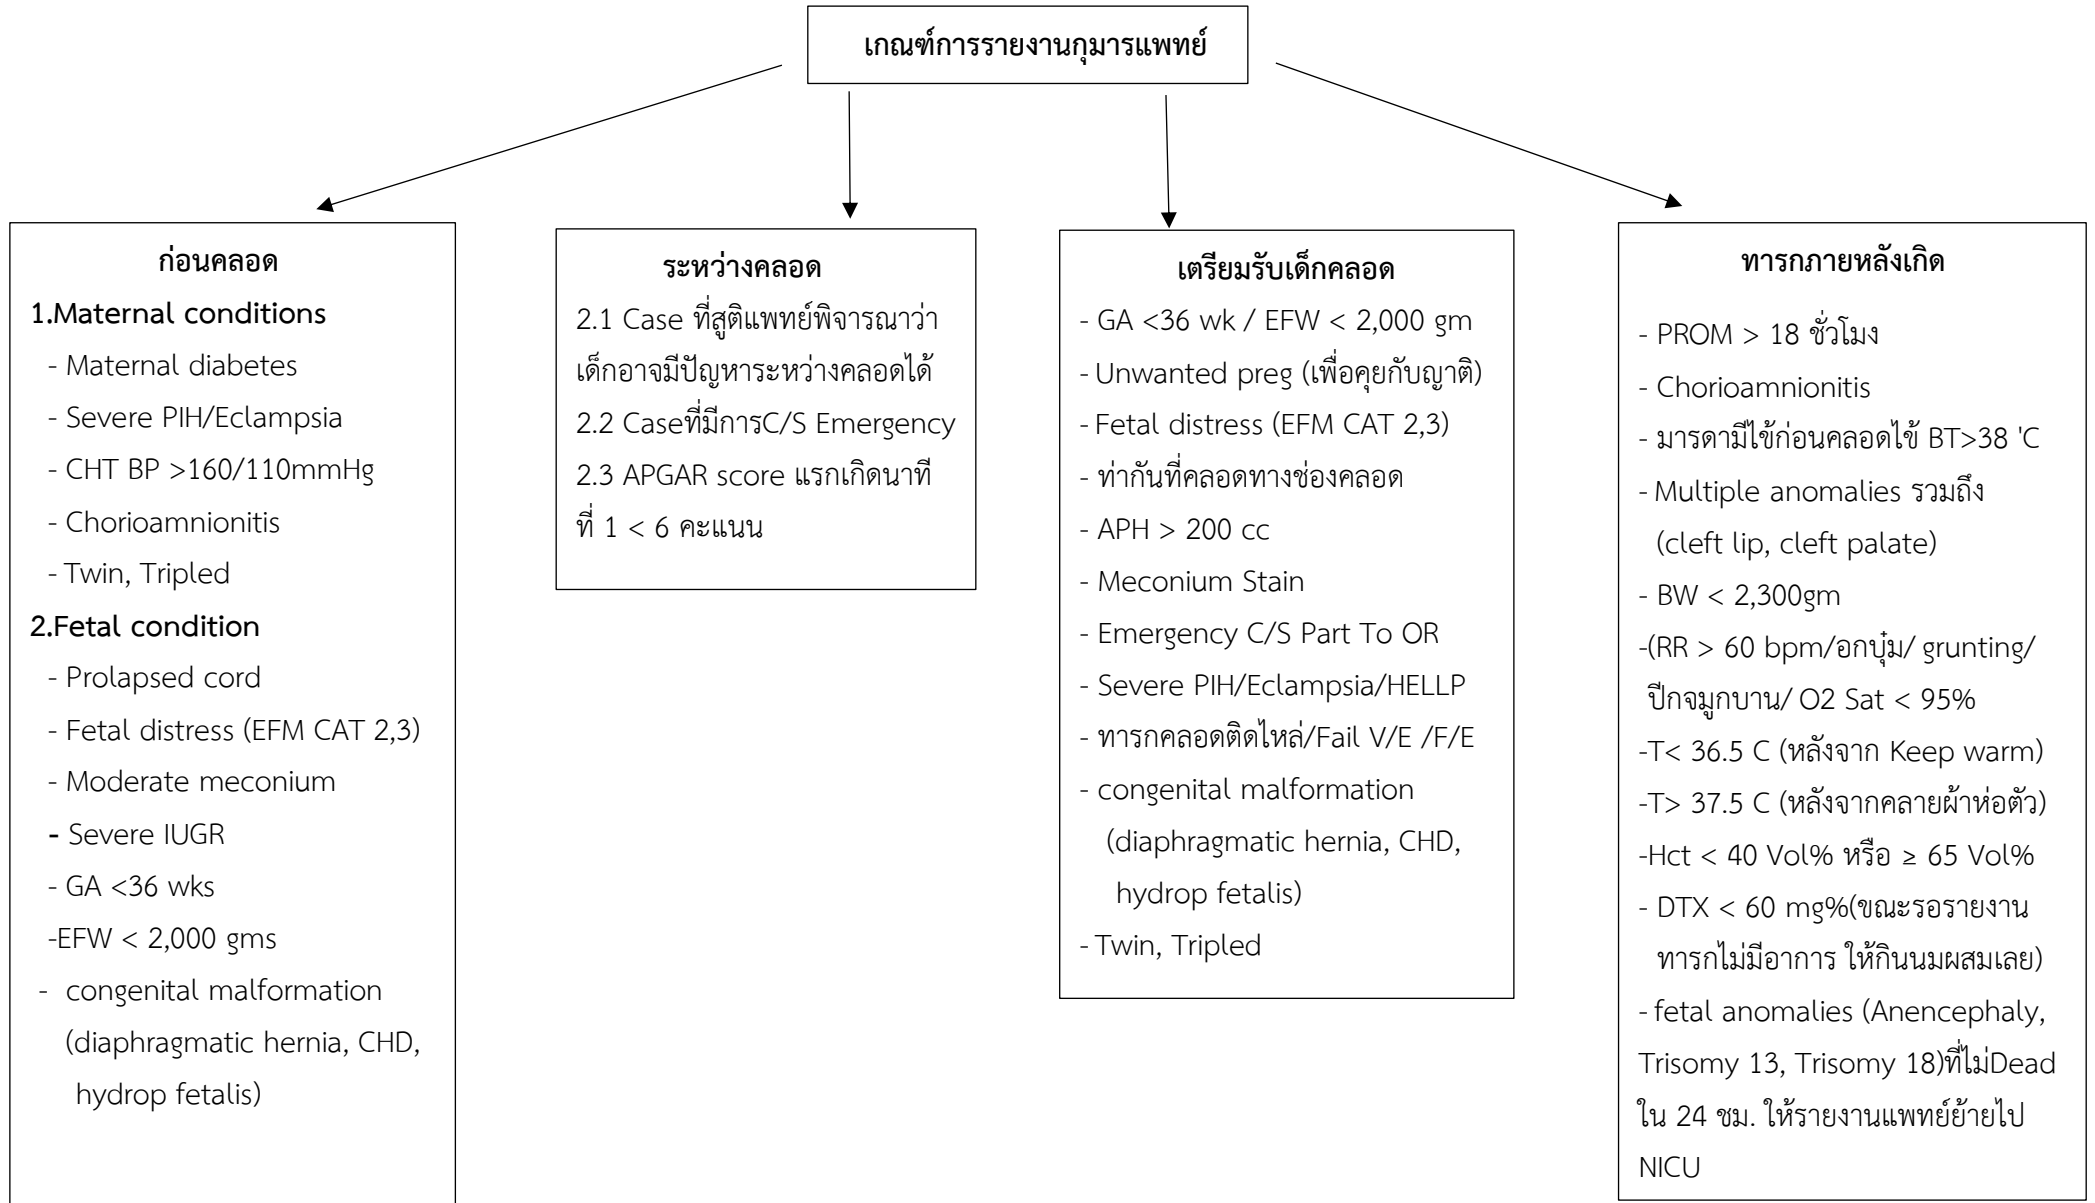 เกณฑ์การรายงานกุมารแพทย์
ก่อนคลอด
1.Maternal conditions
- Maternal diabetes
- Severe PIH/Eclampsia
- CHT BP >160/110mmHg
- Chorioamnionitis
- Twin, Tripled
2.Fetal condition
- Prolapsed cord
- Fetal distress (EFM CAT 2,3)
- Moderate meconium
- Severe IUGR
- GA <36 wks
-EFW < 2,000 gms
- congenital malformation
(diaphragmatic hernia, CHD,
hydrop fetalis)
ระหว่างคลอด
2.1 Case ที่สูติแพทย์พิจารณาว่า
เด็กอาจมีปัญหาระหว่างคลอดได้
2.2 Caseที่มีการC/S Emergency
2.3 APGAR score แรกเกิดนาที
ที่ 1 < 6 คะแนน
เตรียมรับเด็กคลอด
- GA <36 wk / EFW < 2,000 gm
- Unwanted preg (เพื่อคุยกับญาติ)
- Fetal distress (EFM CAT 2,3)
- ท่ากันที่คลอดทางช่องคลอด
- APH > 200 cc
- Meconium Stain
- Emergency C/S Part To OR
- Severe PIH/Eclampsia/HELLP
- ทารกคลอดติดไหล่/Fail V/E /F/E
- congenital malformation
(diaphragmatic hernia, CHD,
hydrop fetalis)
- Twin, Tripled
ทารกภายหลังเกิด
- PROM > 18 ชั่วโมง
- Chorioamnionitis
- มารดามีไข้ก่อนคลอดไข้ BT>38 'C
- Multiple anomalies รวมถึง
(cleft lip, cleft palate)
- BW < 2,300gm
-(RR > 60 bpm/อกบุ๋ม/ grunting/
ปีกจมูกบาน/ O2 Sat < 95%
-T< 36.5 C (หลังจาก Keep warm)
-T> 37.5 C (หลังจากคลายผ้าห่อตัว)
-Hct < 40 Vol% หรือ ≥ 65 Vol%
- DTX < 60 mg%(ขณะรอรายงาน
ทารกไม่มีอาการ ให้กินนมผสมเลย)
- fetal anomalies (Anencephaly,
Trisomy 13, Trisomy 18)ที่ไม่Dead
ใน 24 ชม. ให้รายงานแพทย์ย้ายไป
NICU